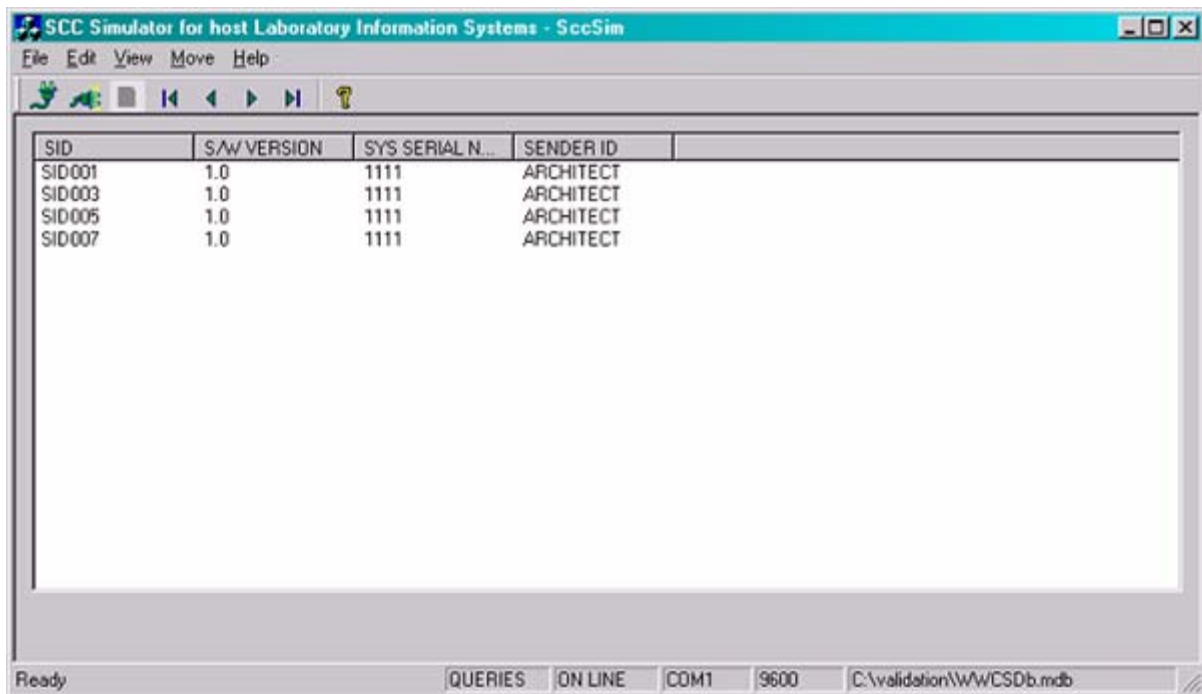 SCC Simulator for host Laboratory Information Systems - SccSim
File Edit View Move Help
SID S/W VERSION SYS SERIAL N... SENDER ID
SID001 1.0 1111 ARCHITECT
SID003 1.0 1111 ARCHITECT
SID005 1.0 1111 ARCHITECT
SID007 1.0 1111 ARCHITECT
Ready QUERIES ON LINE COM1 9600 C:\validation\WWCSDb.mdb